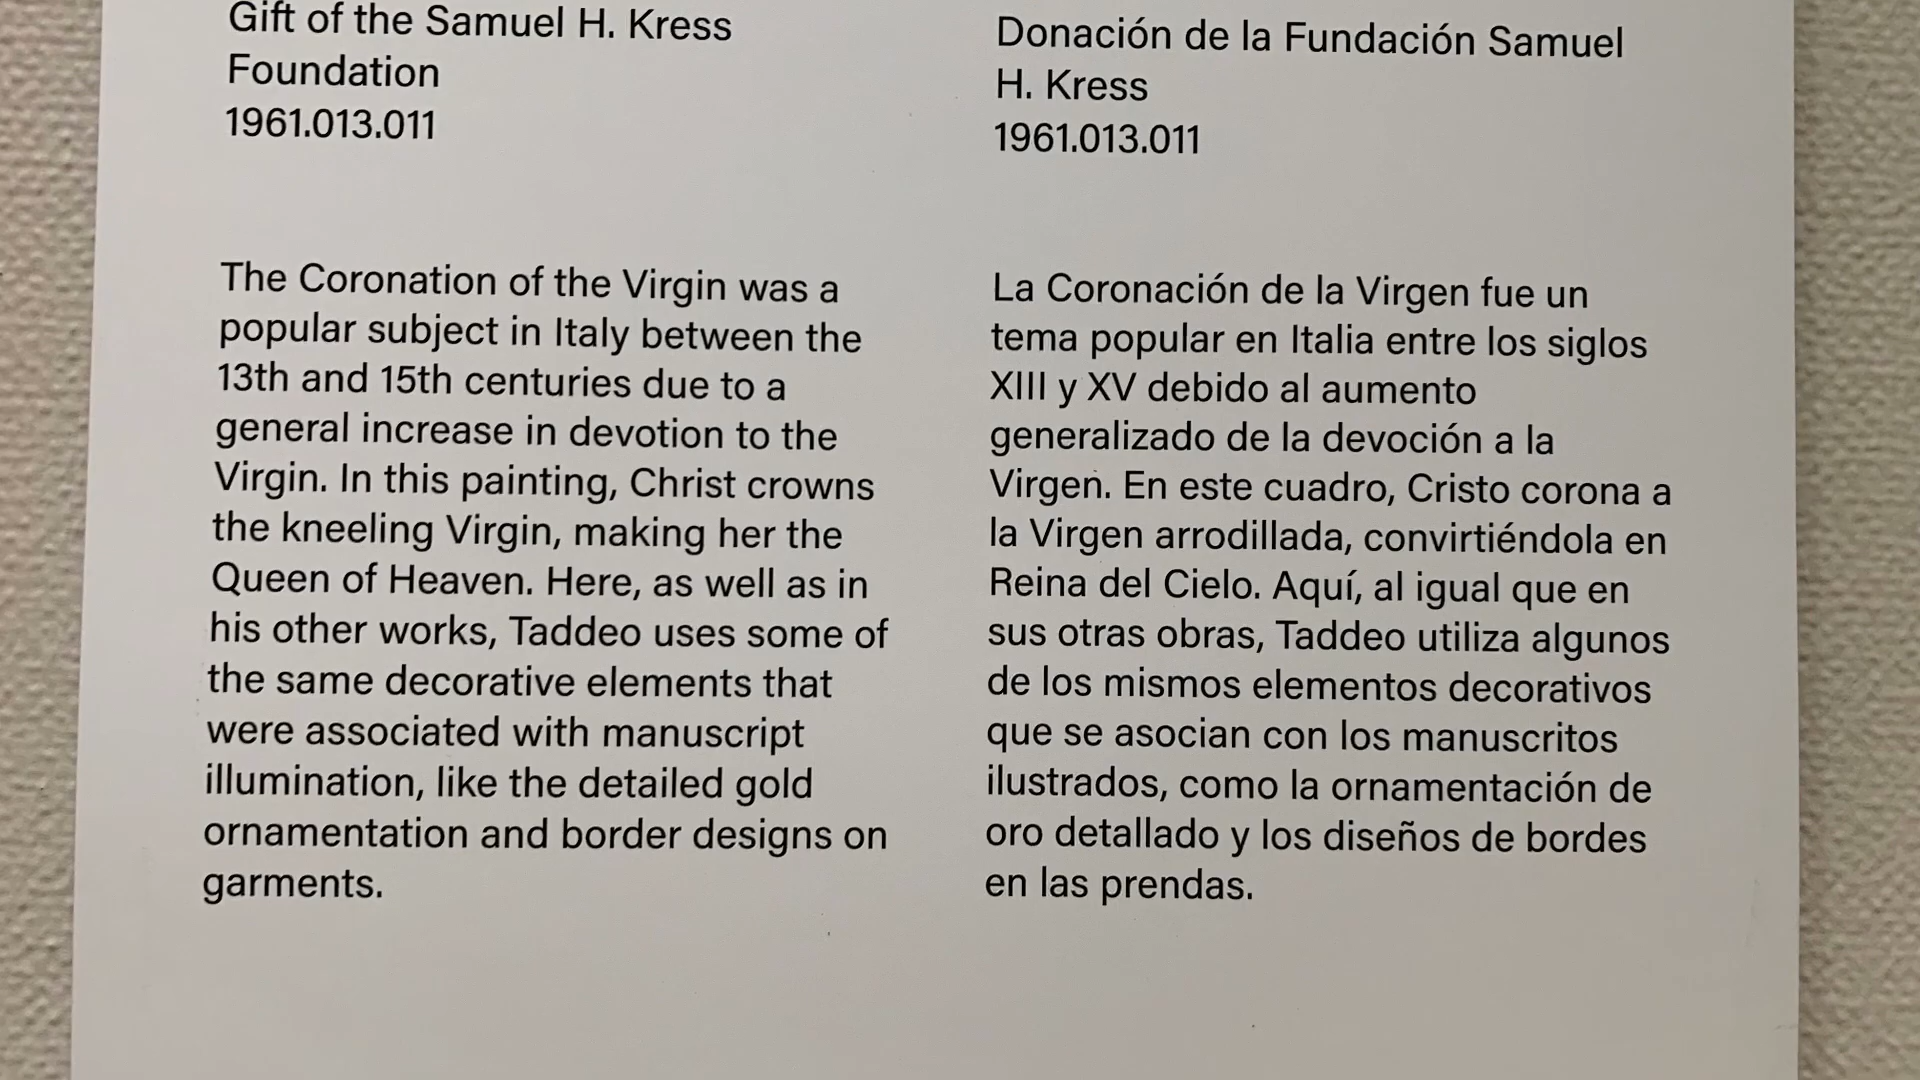 Gift of the Samuel H. Kress
Foundation
1961.013.011
The Coronation of the Virgin was a
popular subject in Italy between the
13th and 15th centuries due to a
general increase in devotion to the
Virgin. In this painting, Christ crowns
the kneeling Virgin, making her the
Queen of Heaven. Here, as well as in
his other works, Taddeo uses some of
the same decorative elements that
were associated with manuscript
illumination, like the detailed gold
ornamentation and border designs on
garments.
Donación de la Fundación Samuel
H. Kress
1961.013.011
La Coronación de la Virgen fue un
tema popular en Italia entre los siglos
XIII y XV debido al aumento
generalizado de la devoción a la
Virgen. En este cuadro, Cristo corona a
la Virgen arrodillada, convirtiéndola en
Reina del Cielo. Aquí, al igual que en
sus otras obras, Taddeo utiliza algunos
de los mismos elementos decorativos
que se asocian con los manuscritos
ilustrados, como la ornamentación de
oro detallado y los diseños de bordes
en las prendas.